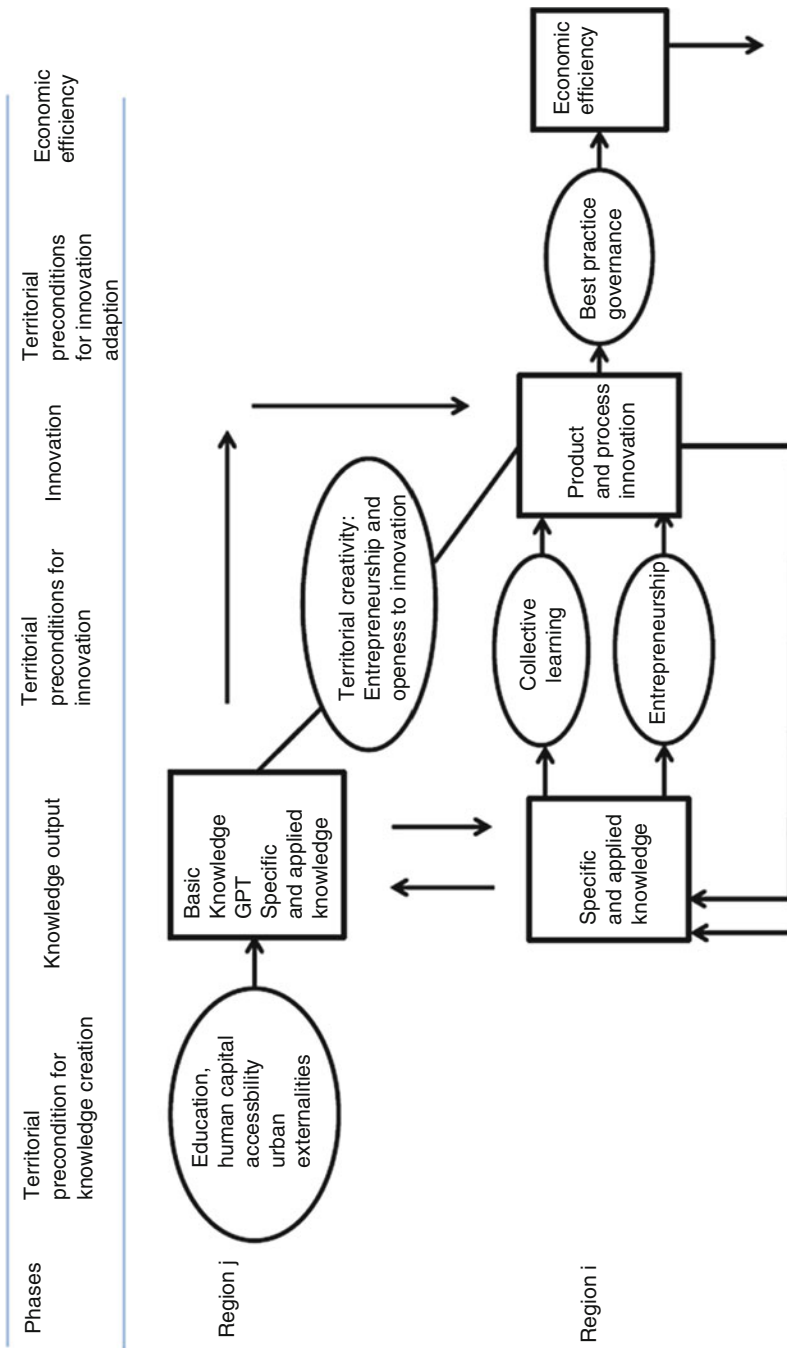 Phases
Territorial
precondition for
knowledge creation
Knowledge output
Territorial
preconditions for
innovation
Innovation
Territorial
preconditions
for innovation
adaption
Economic
efficiency
Region j
Education,
human capital
accessbility
urban
externalities
Basic
Knowledge
GPT
Specific
and applied
knowledge
Territorial creativity:
Entrepreneurship and
openess to innovation
Region i
Specific
and applied
knowledge
Collective
learning
Entrepreneurship
Product
and process
innovation
Best practice
governance
Economic
efficiency